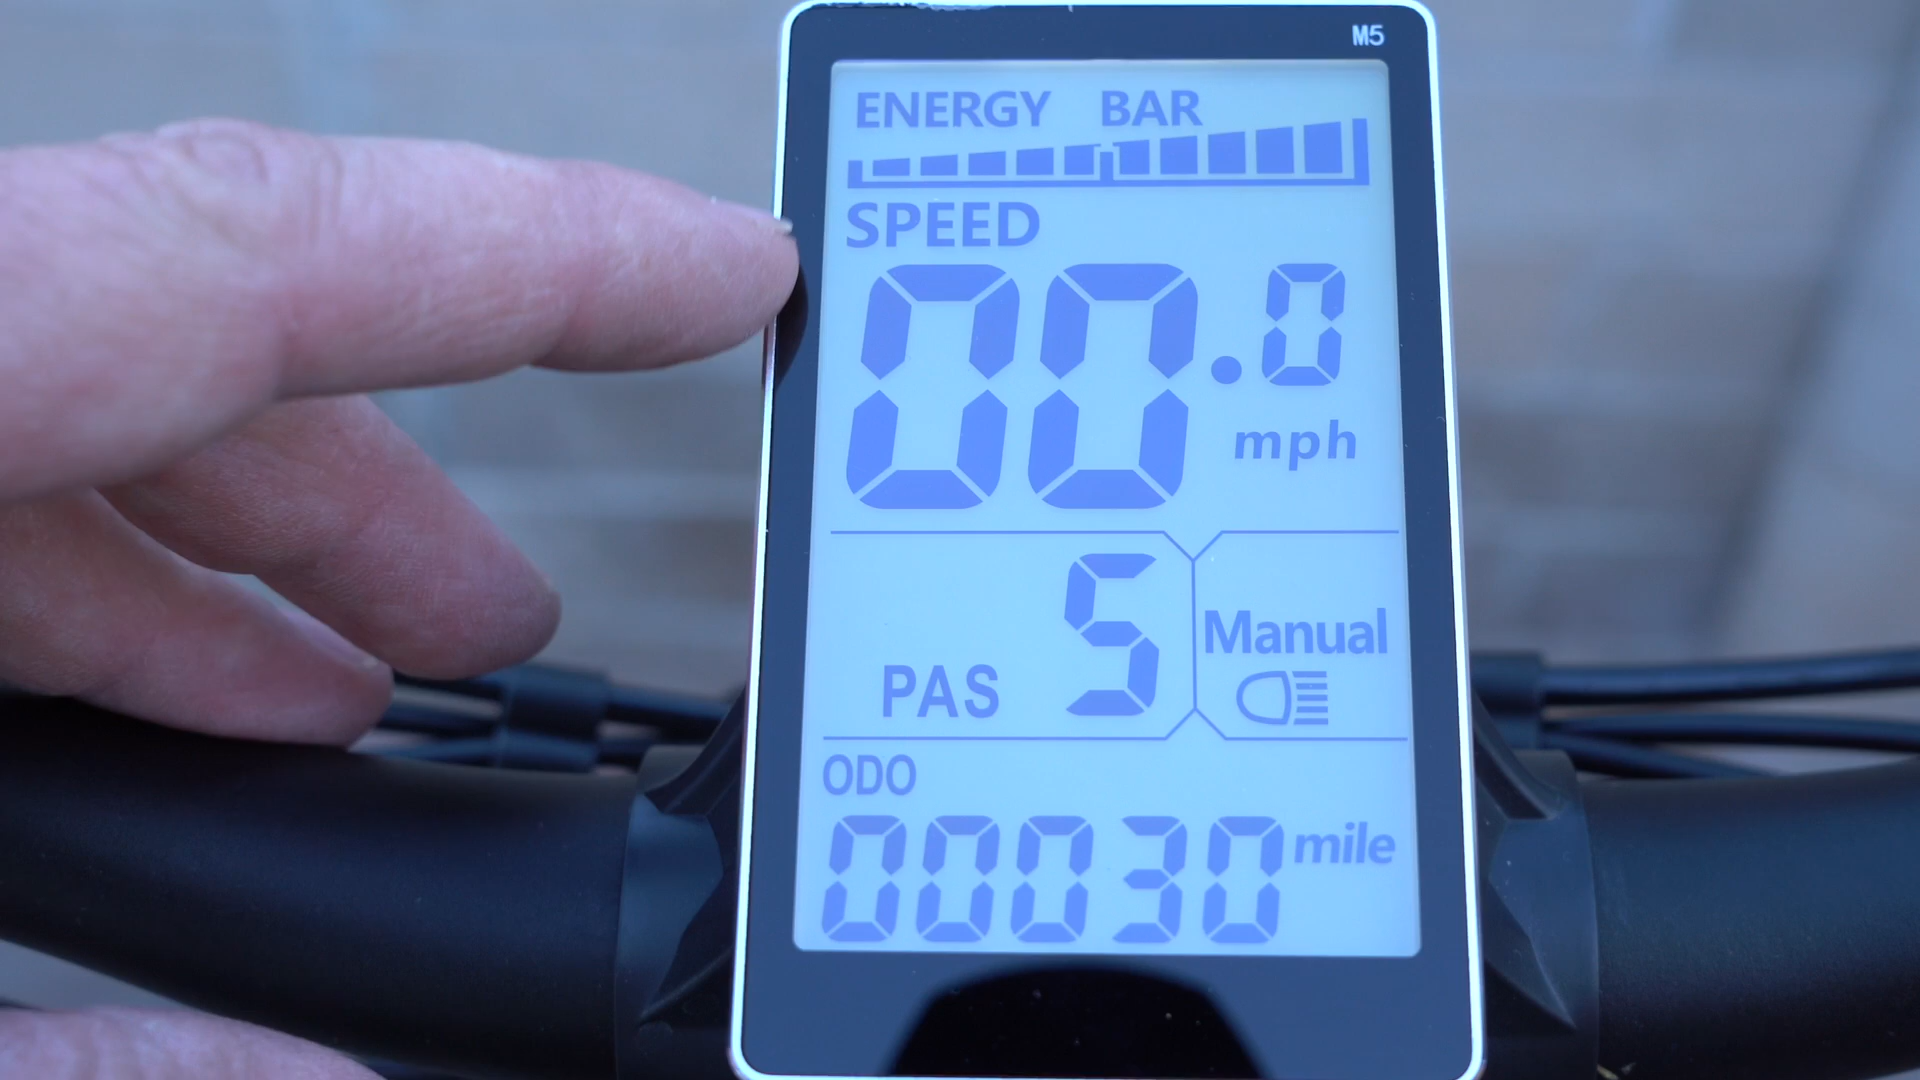 M5
ENERGY BAR
SPEED
00.0
mph
PAS 5
Manual
ODO
00030 mile